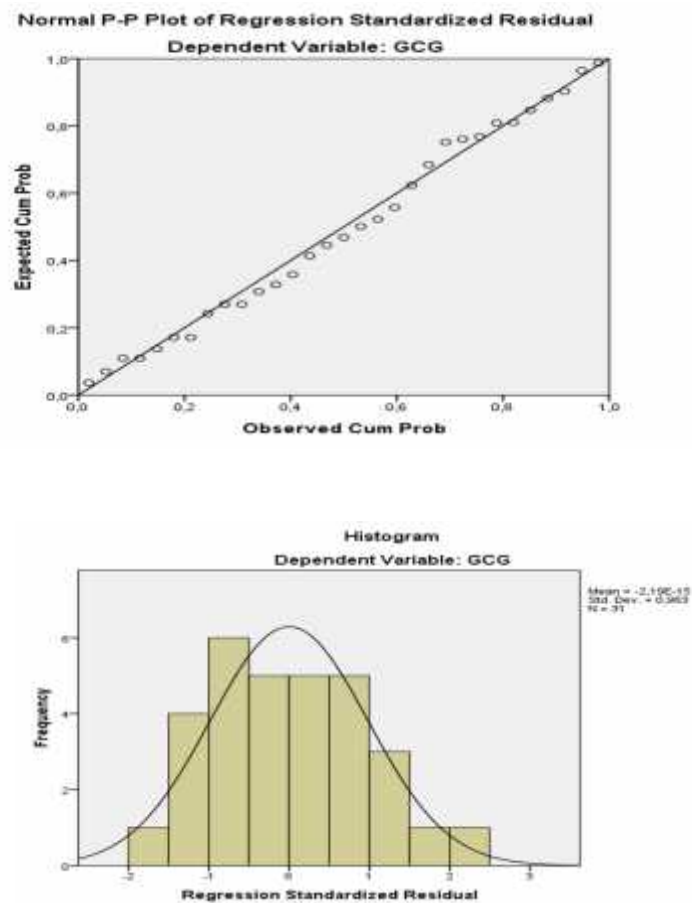 Normal P-P Plot of Regression Standardized Residual
Dependent Variable: GCG
1,0
0,8
0,6
0,4
0,2
0,0
Expected Cum Prob
0,0 0,2 0,4 0,6 0,8 1,0
Observed Cum Prob
Histogram
Dependent Variable: GCG
Mean = -2,19E-15
Std. Dev. =
N = 31
6
4
2
0
Frequency
-2 -1 0 1 2 3
Regression Standardized Residual